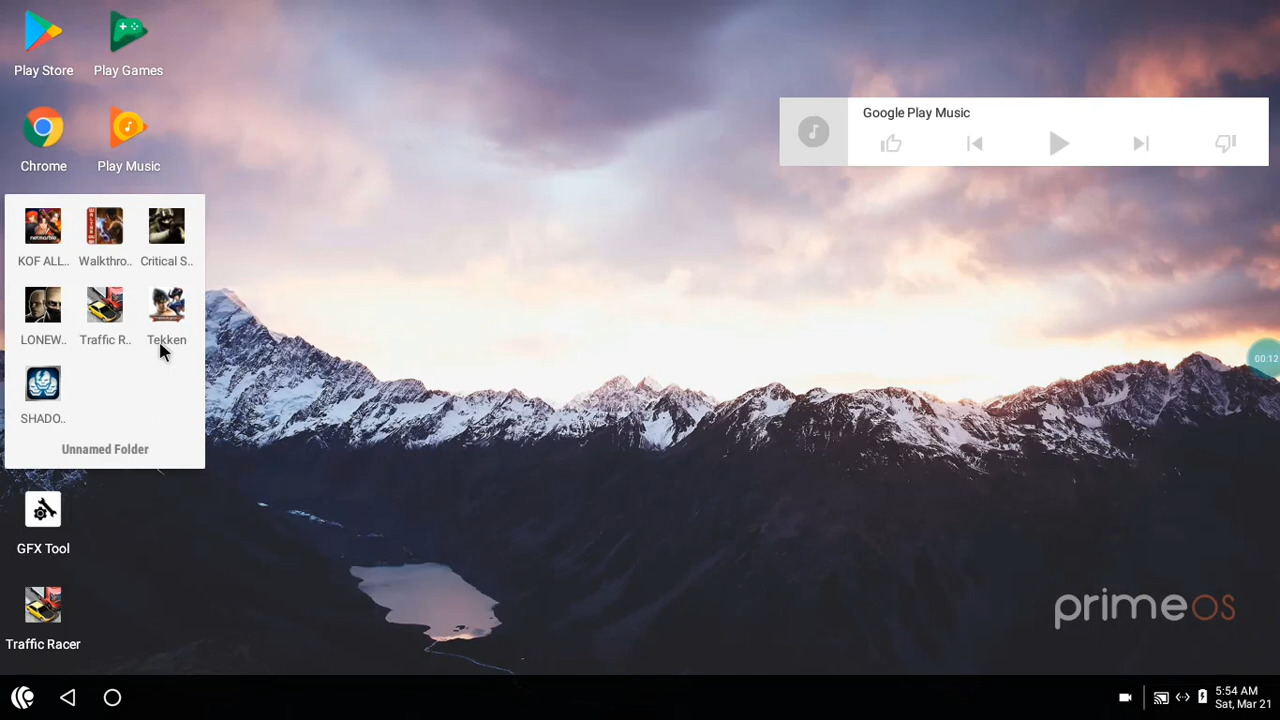 Play Store
Play Games
Chrome
Play Music
Google Play Music
netmarble
KOF ALL..
Walkthro..
Critical S..
LONEW..
Traffic R..
Tekken
SHADO..
Unnamed Folder
GFX Tool
Traffic Racer
00:12
primeos
5:54 AM
Sat, Mar 21